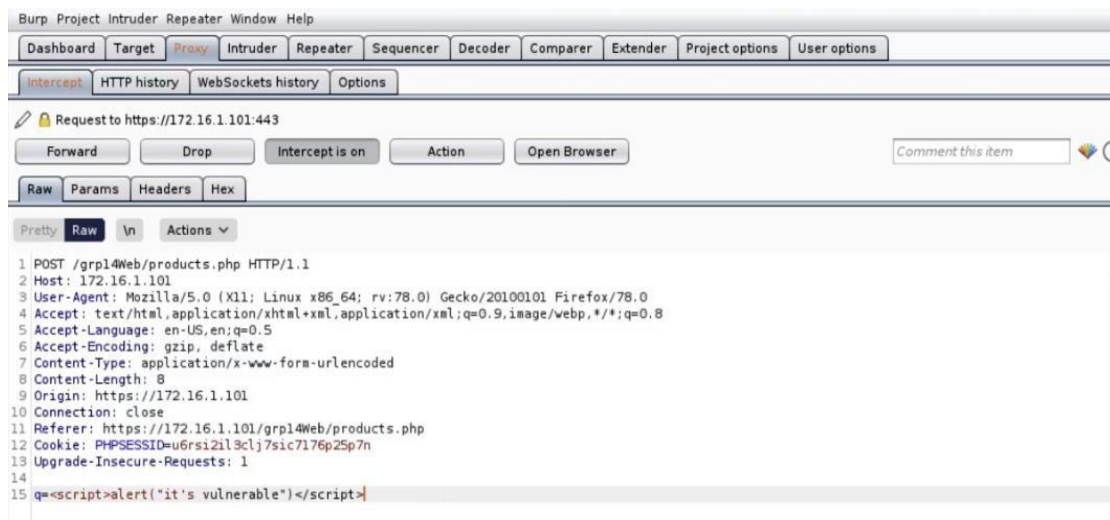 Burp Project Intruder Repeater Window Help
Dashboard Target Proxy Intruder Repeater Sequencer Decoder Comparer Extender Project options User options
Intercept HTTP history WebSockets history Options
Request to https://172.16.1.101:443
Forward Drop Intercept is on Action Open Browser Comment this item
Raw Params Headers Hex
Pretty Raw \n Actions
1 POST /grp14Web/products.php HTTP/1.1
2 Host: 172.16.1.101
3 User-Agent: Mozilla/5.0 (X11; Linux x86_64; rv:78.0) Gecko/20100101 Firefox/78.0
4 Accept: text/html,application/xhtml+xml,application/xml;q=0.9,image/webp,*/*;q=0.8
5 Accept-Language: en-US,en;q=0.5
6 Accept-Encoding: gzip, deflate
7 Content-Type: application/x-www-form-urlencoded
8 Content-Length: 8
9 Origin: https://172.16.1.101
10 Connection: close
11 Referer: https://172.16.1.101/grp14Web/products.php
12 Cookie: PHPSESSID=u6rsi2il3clj7sic7176p25p7n
13 Upgrade-Insecure-Requests: 1
14
15 q=<script>alert("it's vulnerable")</script>